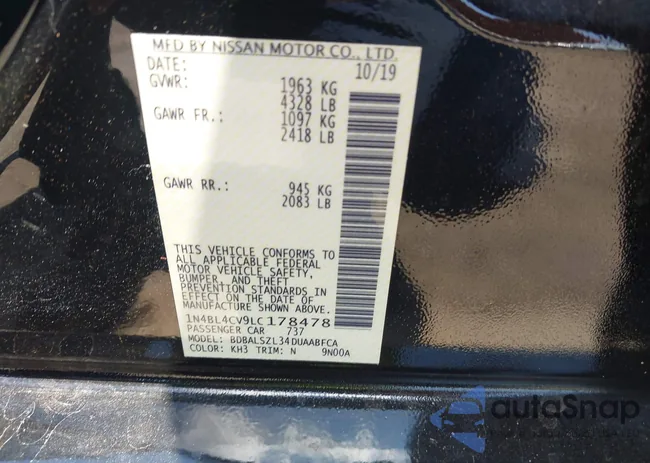 MFD BY NISSAN MOTOR CO., LTD.
DATE: 10/19
GVWR: 1963 KG
4328 LB
GAWR FR.: 1097 KG
2418 LB
GAWR RR.: 945 KG
2083 LB
THIS VEHICLE CONFORMS TO
ALL APPLICABLE FEDERAL
MOTOR VEHICLE SAFETY,
BUMPER, AND THEFT
PREVENTION STANDARDS IN
EFFECT ON THE DATE OF
MANUFACTURE SHOWN ABOVE.
1N4BL4CV9LC178478
PASSENGER CAR 737
MODEL: BDBALSZL34DUAABFCA
COLOR: KH3 TRIM: N 9N00A
autoSnap